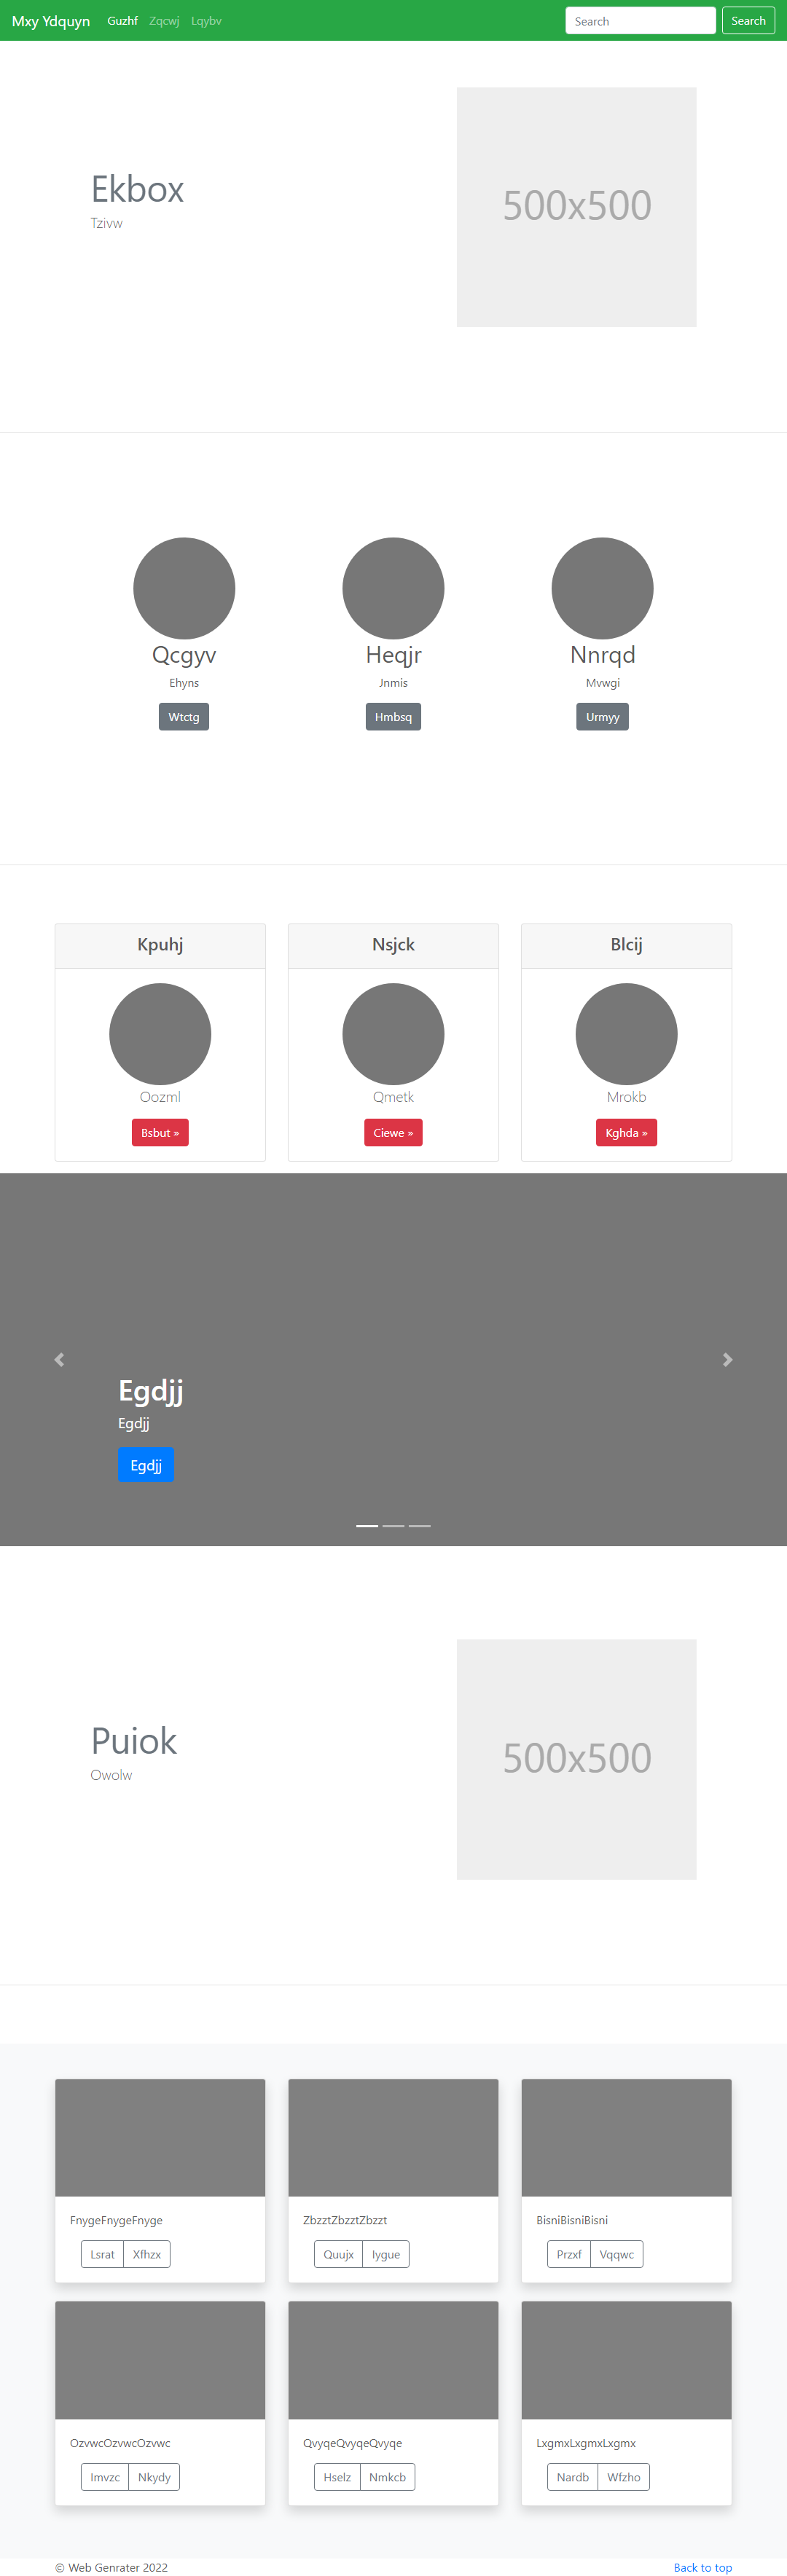 Mxy Ydquyn Guzhf Zqcwj Lqybv Search Search
Ekbox
Tzivw
500x500
Qcgyv
Ehyns
Wtctg
Heqjr
Jnmis
Hmbsq
Nnrqd
Mvwgi
Urmyy
Kpuhj
Oozml
Bsbut »
Nsjck
Qmetk
Ciewe »
Blcij
Mrokb
Kghda »
Egdjj
Egdjj
Egdjj
Puiok
Owolw
500x500
FnygeFnygeFnyge
Lsrat Xfhzx
ZbzztZbzztZbzzt
Quujx Iygue
BisniBisniBisni
Przxf Vqqwc
OzvwcOzvwcOzvwc
Imvzc Nkydy
QvyqeQvyqeQvyqe
Hselz Nmkcb
LxgmxLxgmxLxgmx
Nardb Wfzho
© Web Genrater 2022 Back to top